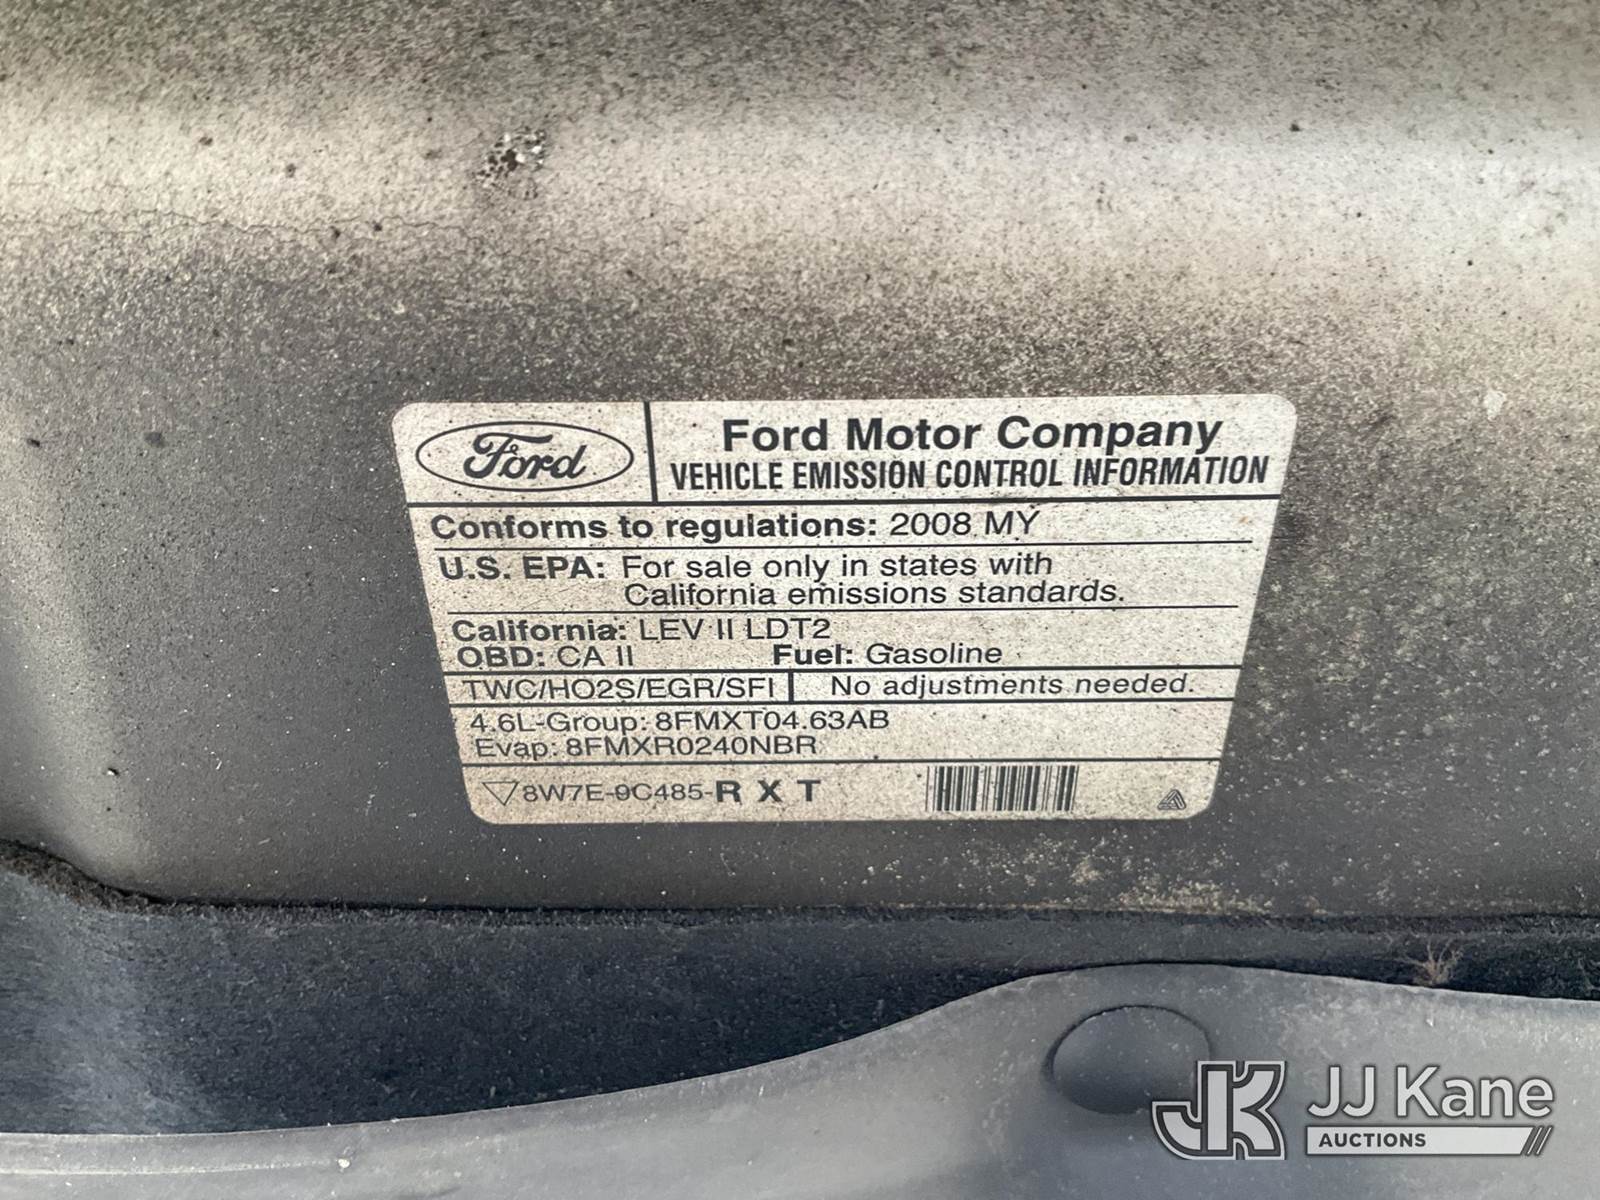 Ford
Ford Motor Company
VEHICLE EMISSION CONTROL INFORMATION
Conforms to regulations: 2008 MY
U.S. EPA: For sale only in states with
California emissions standards.
California: LEV II LDT2
OBD: CA II Fuel: Gasoline
TWC/HO2S/EGR/SFI No adjustments needed.
4.6L-Group: 8FMXT04.63AB
Evap: 8FMXR0240NBR
8W7E-9C485-R X T
JK JJ Kane
AUCTIONS